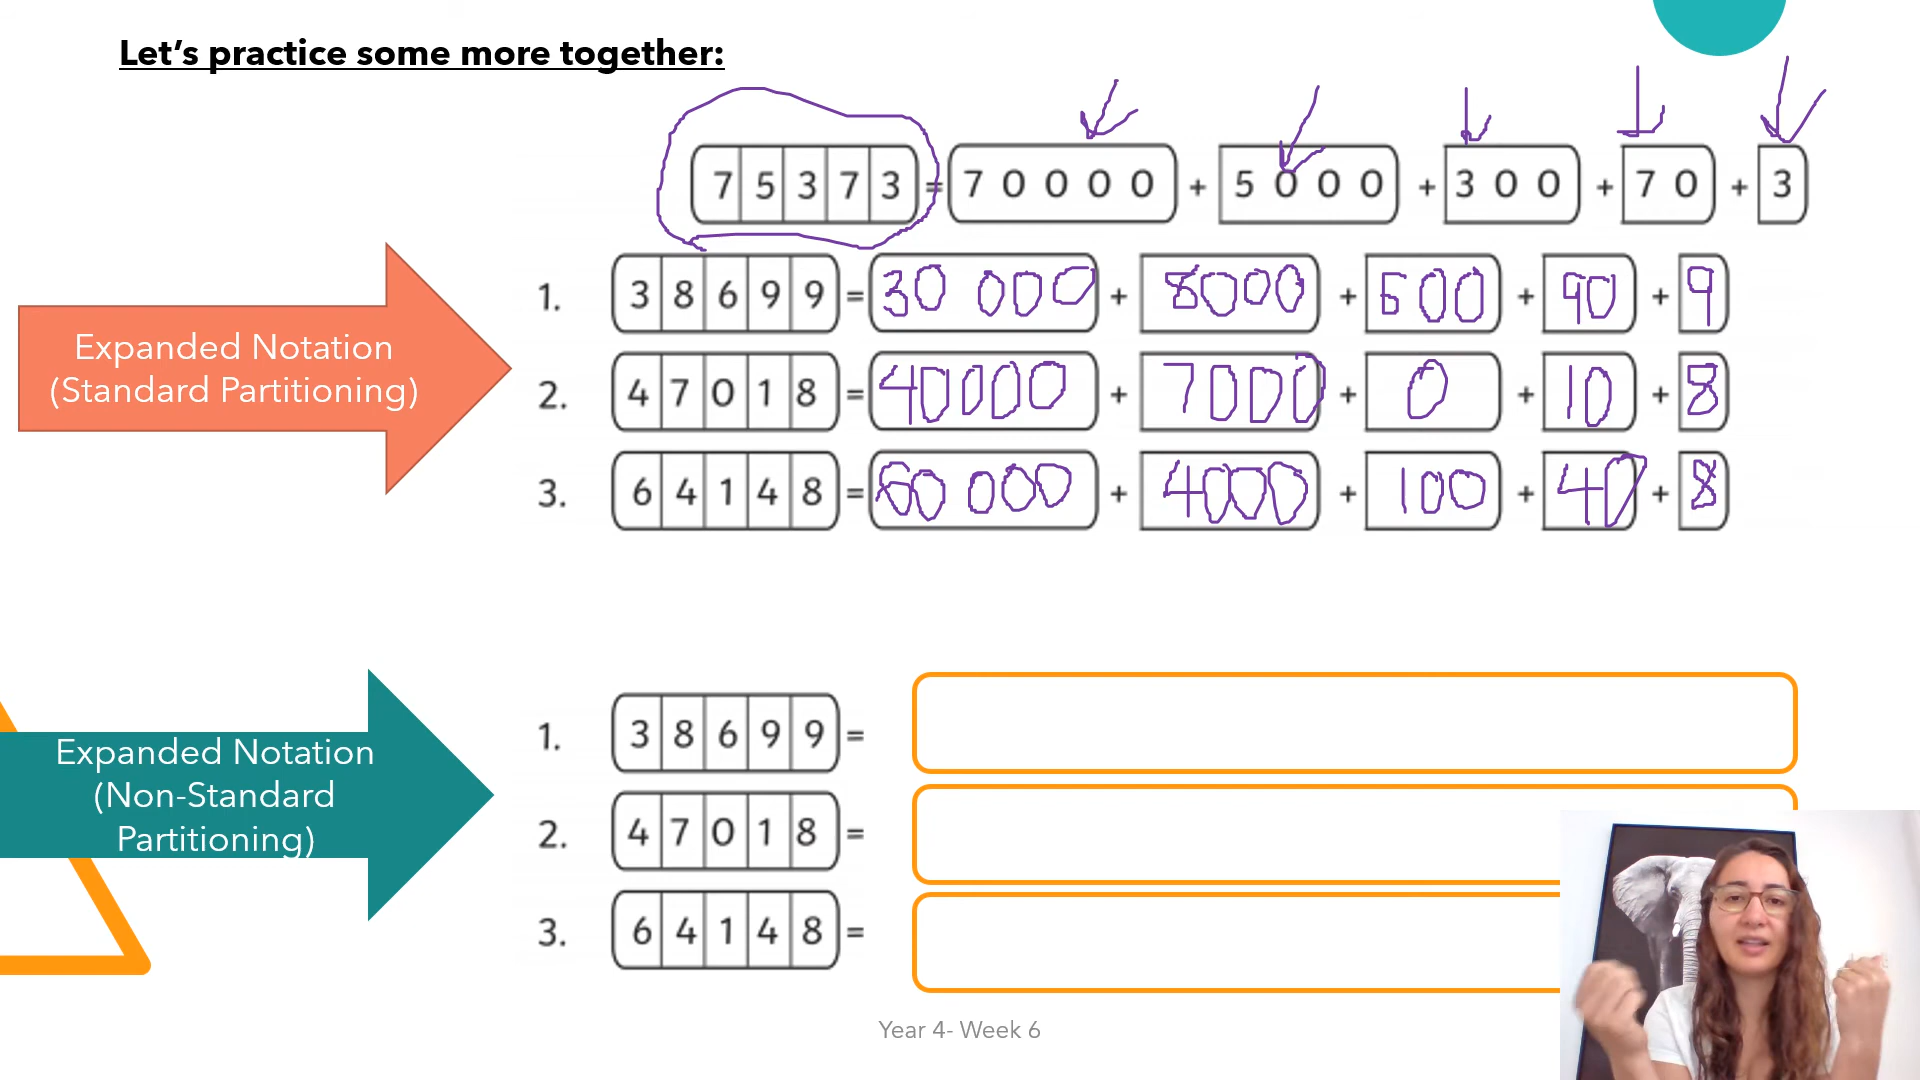 Let's practice some more together:
7 5 3 7 3 = 7 0 0 0 0 + 5 0 0 0 + 3 0 0 + 7 0 + 3
1. 3 8 6 9 9 = 30 000 + 8000 + 600 + 90 + 9
2. 4 7 0 1 8 = 40000 + 7000 + 0 + 10 + 8
3. 6 4 1 4 8 = 60 000 + 4000 + 100 + 40 + 8
Expanded Notation
(Standard Partitioning)
Expanded Notation
(Non-Standard
Partitioning)
1. 3 8 6 9 9 =
2. 4 7 0 1 8 =
3. 6 4 1 4 8 =
Year 4- Week 6